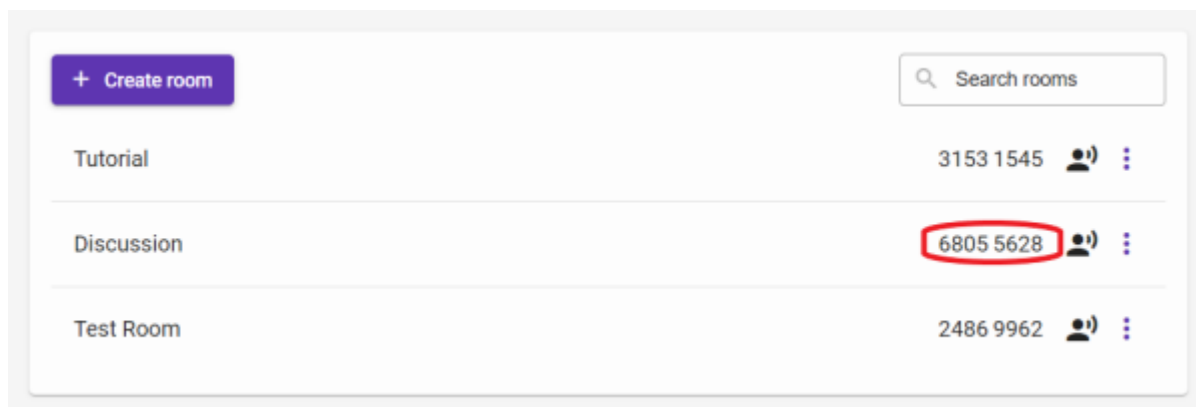 + Create room
Search rooms
Tutorial 3153 1545
Discussion 6805 5628
Test Room 2486 9962